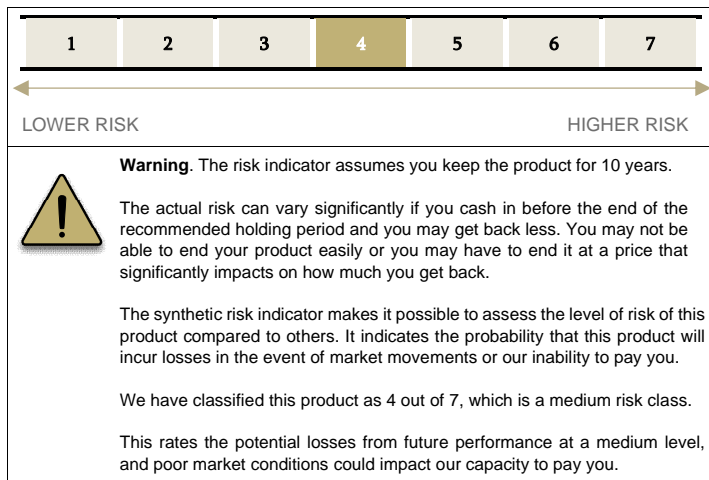 1 2 3 4 5 6 7
LOWER RISK HIGHER RISK
Warning. The risk indicator assumes you keep the product for 10 years.
The actual risk can vary significantly if you cash in before the end of the
recommended holding period and you may get back less. You may not be
able to end your product easily or you may have to end it at a price that
significantly impacts on how much you get back.
The synthetic risk indicator makes it possible to assess the level of risk of this
product compared to others. It indicates the probability that this product will
incur losses in the event of market movements or our inability to pay you.
We have classified this product as 4 out of 7, which is a medium risk class.
This rates the potential losses from future performance at a medium level,
and poor market conditions could impact our capacity to pay you.